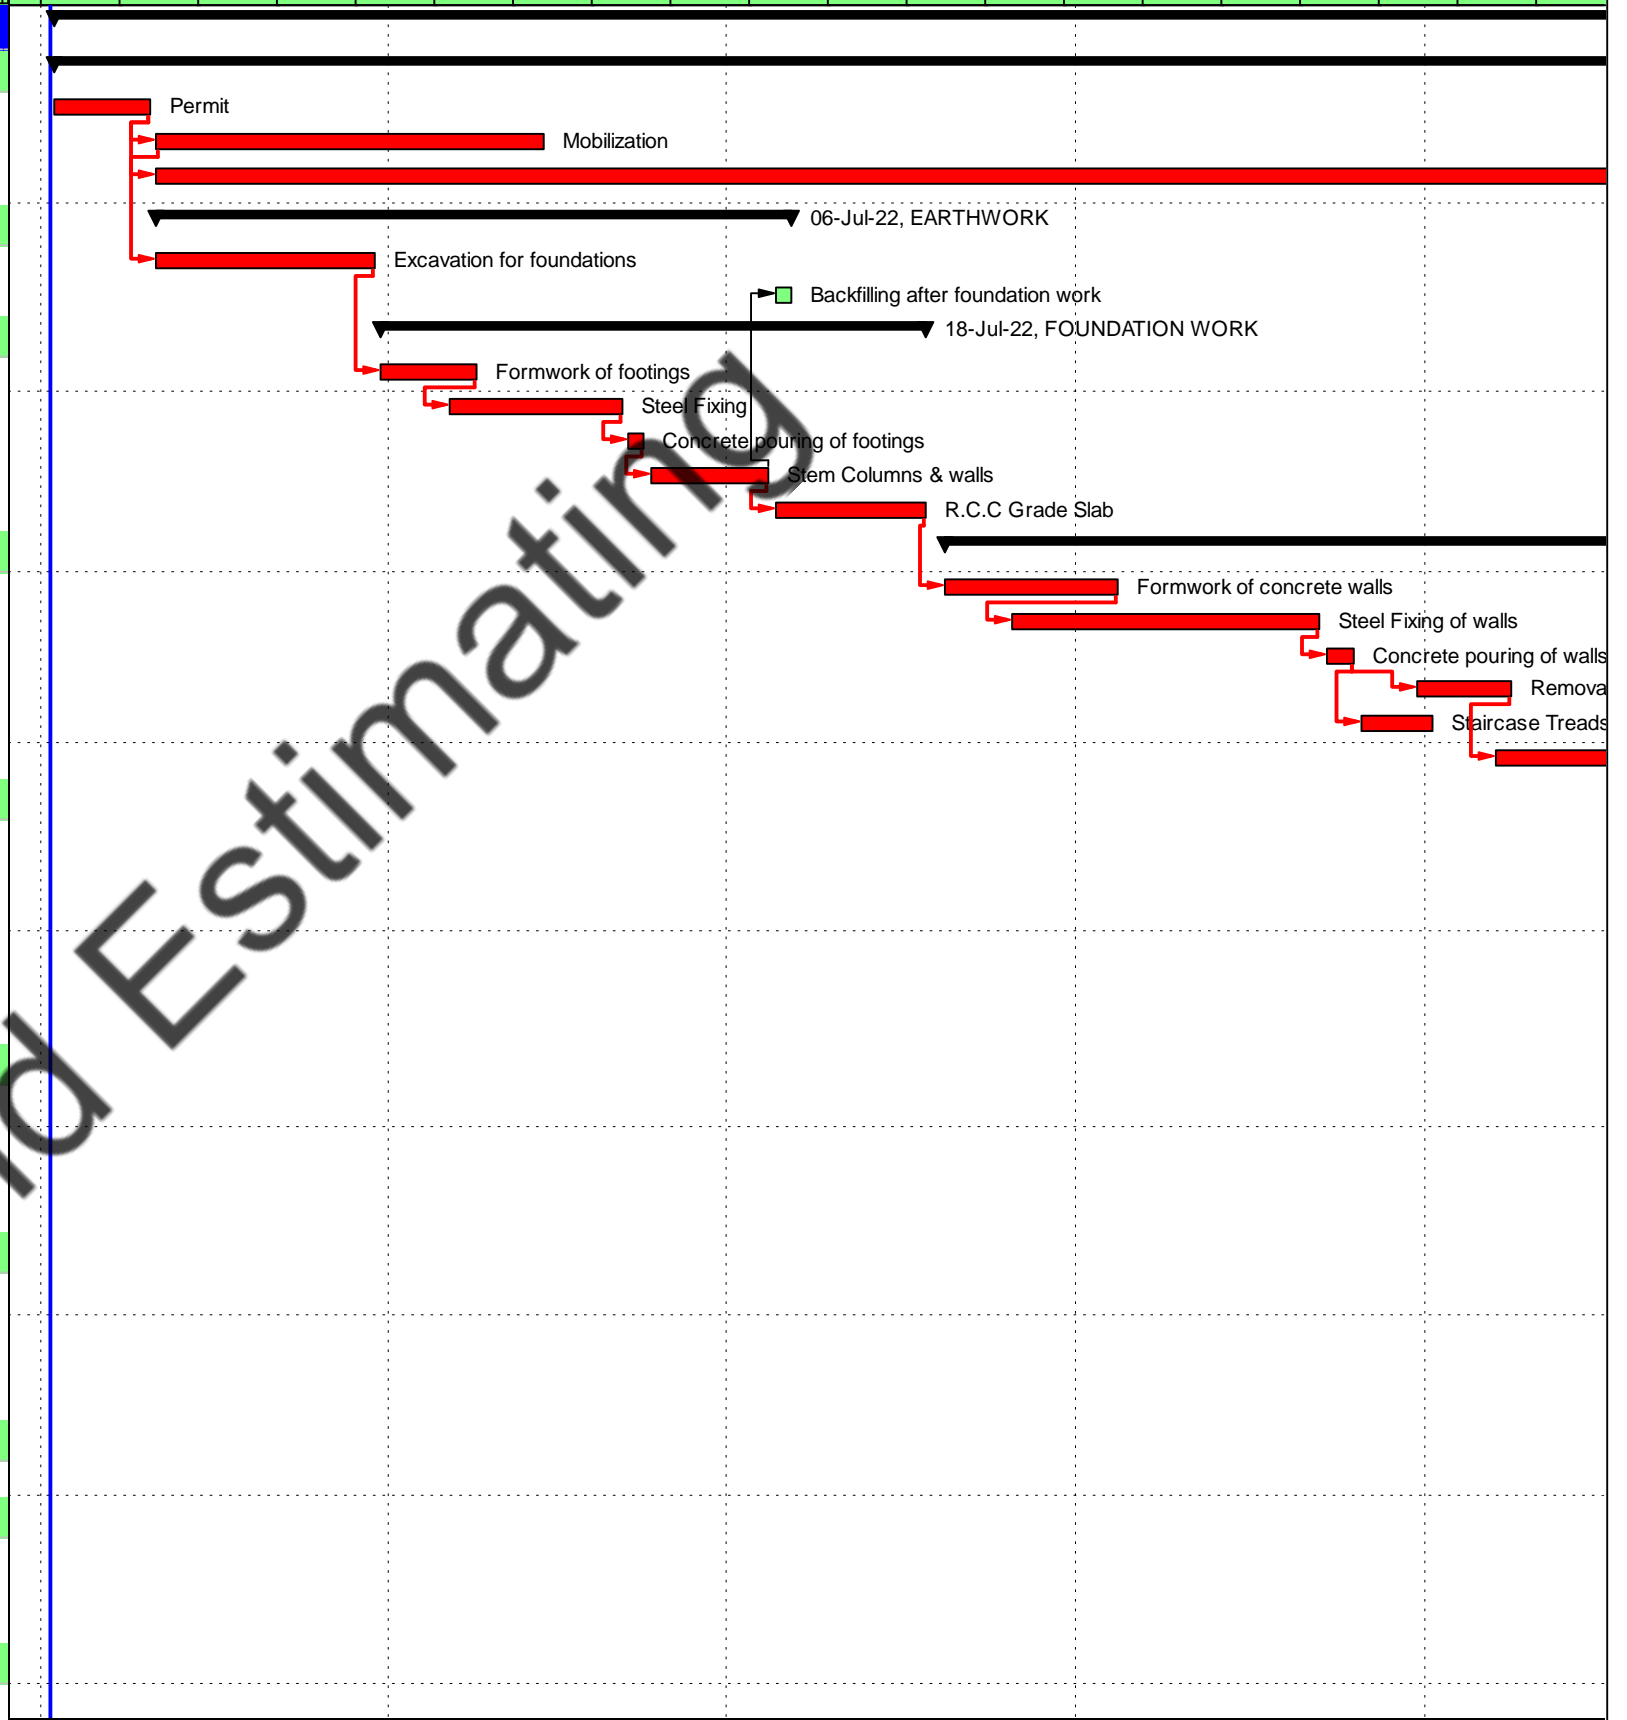 Permit
Mobilization
06-Jul-22, EARTHWORK
Excavation for foundations
Backfilling after foundation work
18-Jul-22, FOUNDATION WORK
Formwork of footings
Steel Fixing
Concrete pouring of footings
Stem Columns & walls
R.C.C Grade Slab
Formwork of concrete walls
Steel Fixing of walls
Concrete pouring of walls
Remova
Staircase Treads
d Estimating